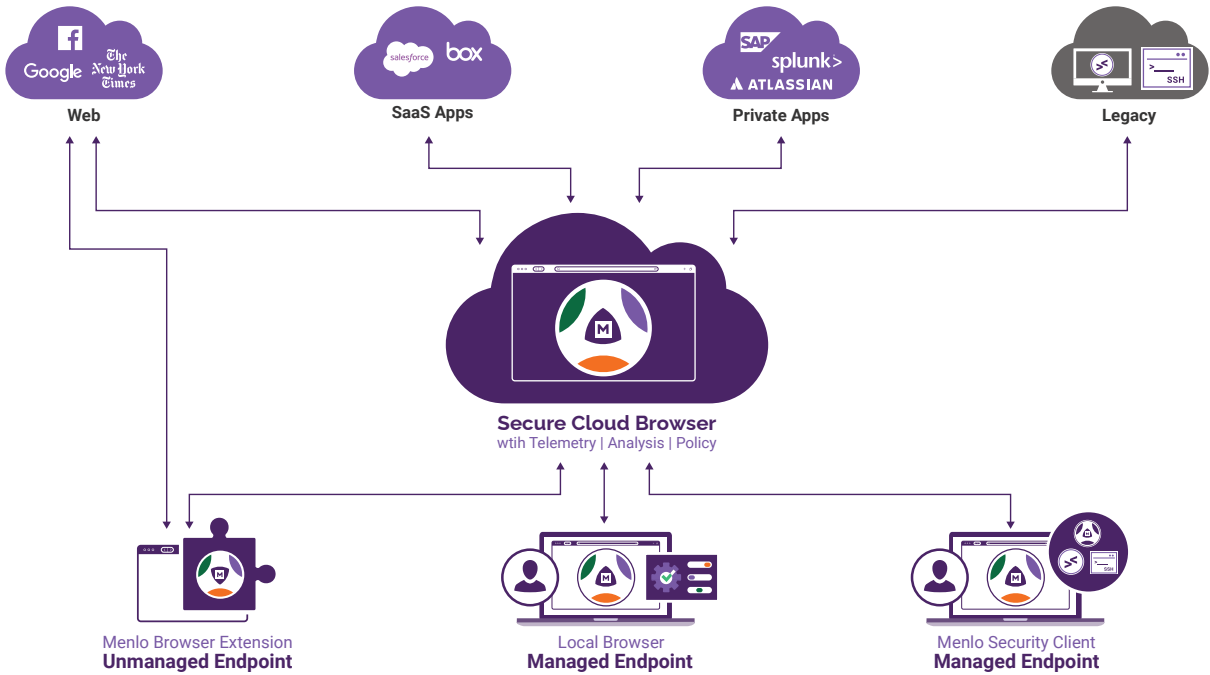 Google
The
New York
Times
Web
salesforce
box
SaaS Apps
SAP
splunk>
ATLASSIAN
Private Apps
>_
SSH
Legacy
M
Secure Cloud Browser
wtih Telemetry | Analysis | Policy
M
Menlo Browser Extension
Unmanaged Endpoint
M
Local Browser
Managed Endpoint
M
>_
SSH
Menlo Security Client
Managed Endpoint